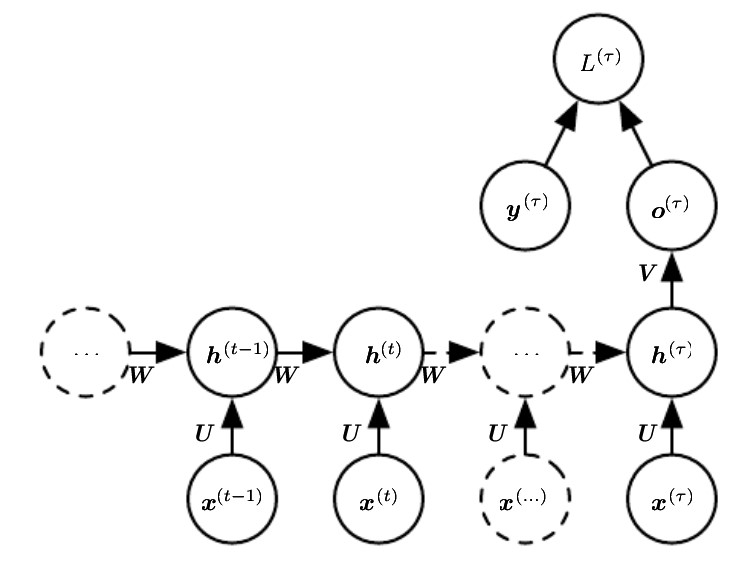 L^(τ)
y^(τ) o^(τ)
V
... h^(t−1) h^(t) ... h^(τ)
W W W W
U U U U
x^(t−1) x^(t) x^(...) x^(τ)